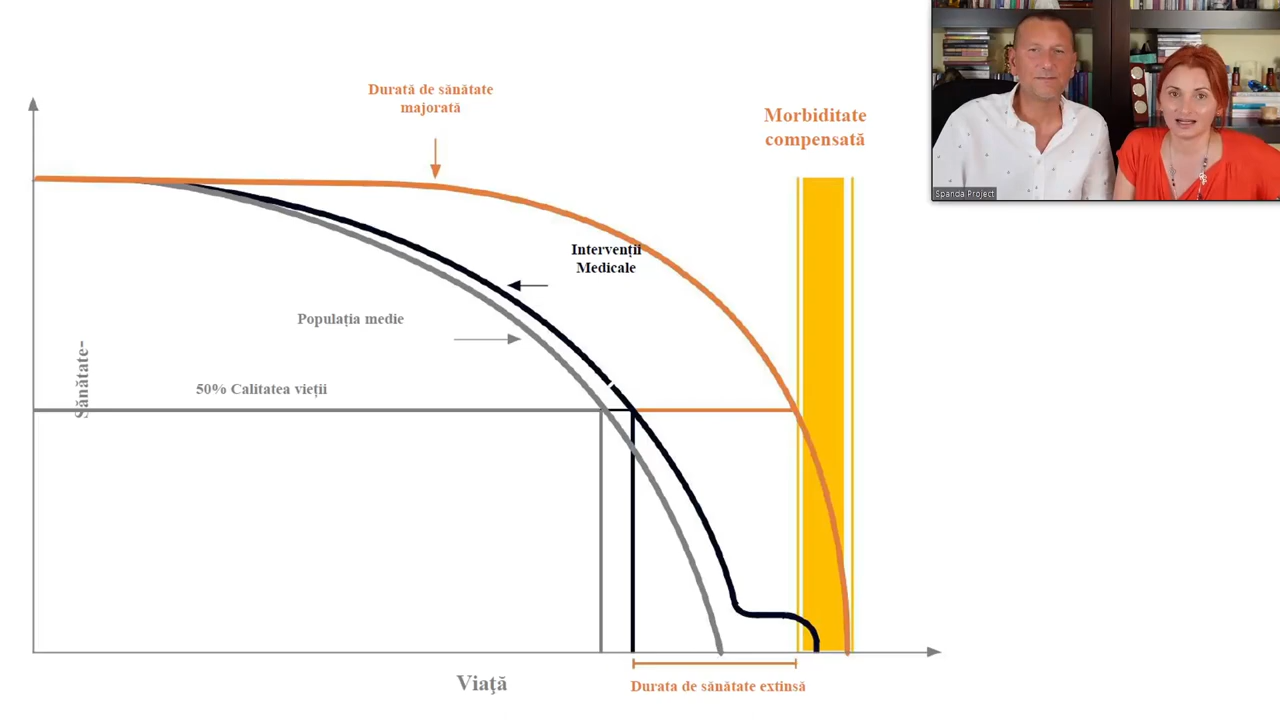 Durată de sănătate
majorată
Morbiditate
compensată
Spanda Project
Intervenții
Medicale
Populația medie
Sănătate-
50% Calitatea vieții
Viaţă
Durata de sănătate extinsă